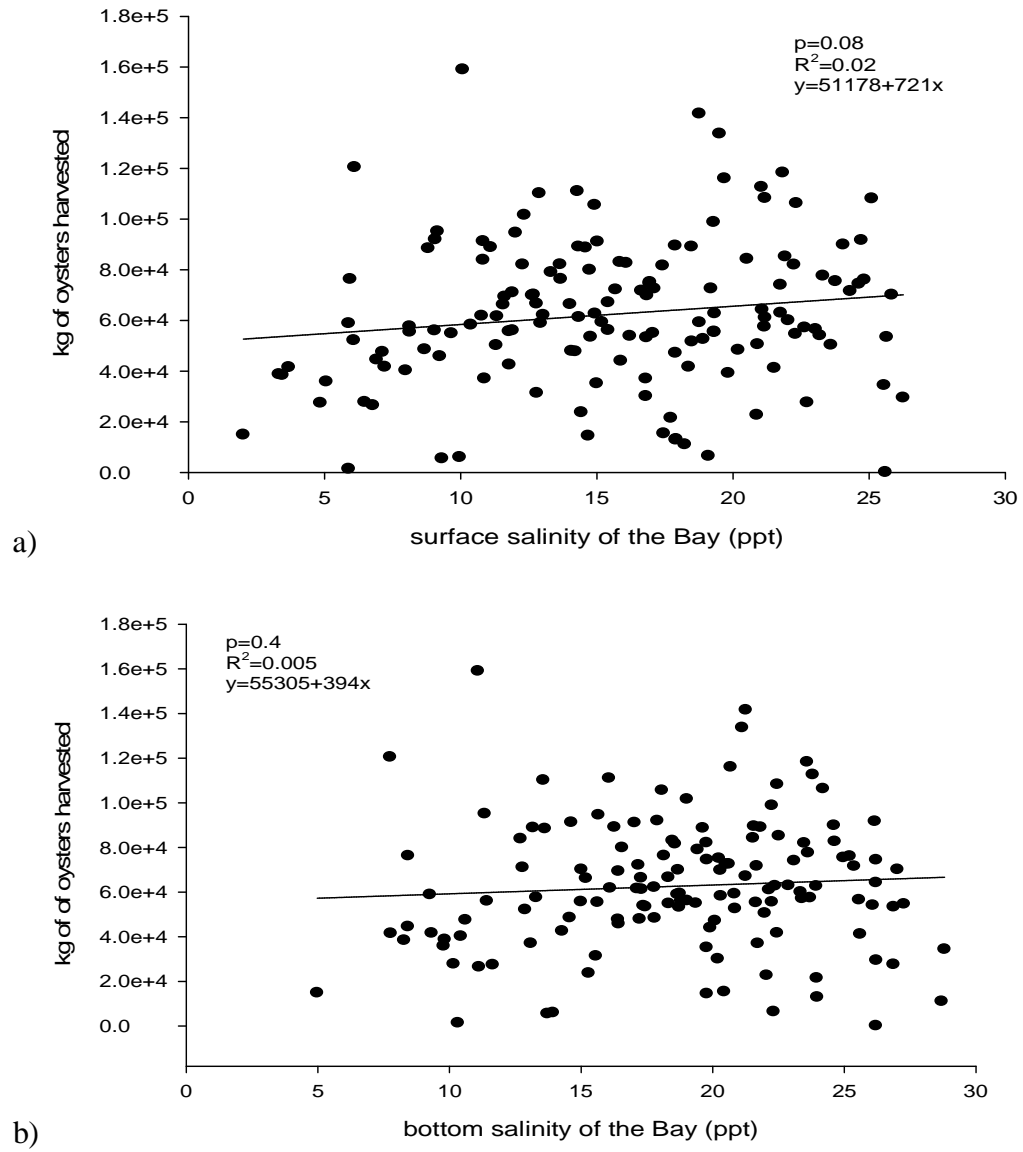 1.8e+5
1.6e+5
1.4e+5
1.2e+5
1.0e+5
8.0e+4
6.0e+4
4.0e+4
2.0e+4
0.0
kg of oysters harvested
p=0.08
R²=0.02
y=51178+721x
0 5 10 15 20 25 30
surface salinity of the Bay (ppt)
a)
1.8e+5
1.6e+5
1.4e+5
1.2e+5
1.0e+5
8.0e+4
6.0e+4
4.0e+4
2.0e+4
0.0
kg of of oysters harvested
p=0.4
R²=0.005
y=55305+394x
0 5 10 15 20 25 30
bottom salinity of the Bay (ppt)
b)